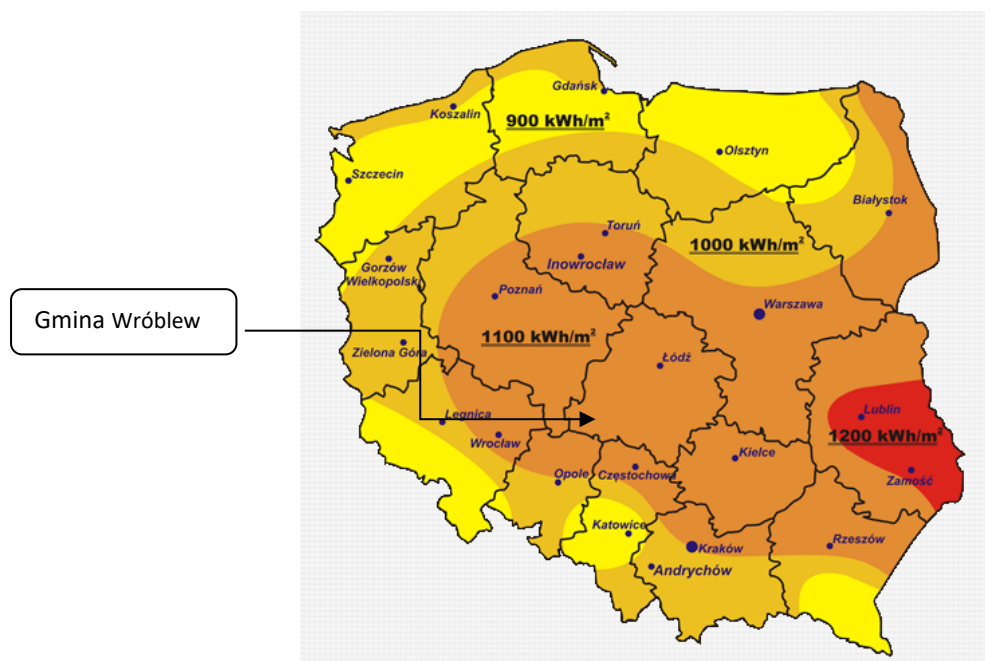 Gdańsk
Koszalin
900 kWh/m²
Olsztyn
Szczecin
Białystok
Toruń
1000 kWh/m²
Gorzów
Wielkopolski
Inowrocław
Poznań
Warszawa
Gmina Wróblew
1100 kWh/m²
Zielona Góra
Łódź
Legnica
Lublin
Wrocław
1200 kWh/m²
Kielce
Opole
Częstochowa
Zamość
Katowice
Kraków
Rzeszów
Andrychów